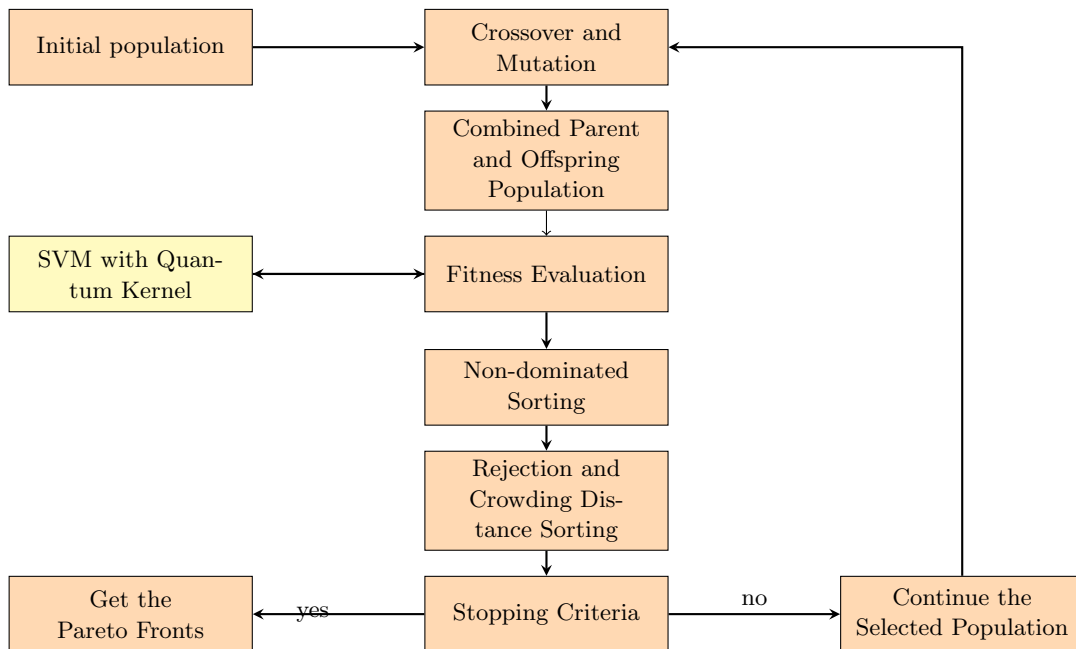 Initial population
Crossover and
Mutation
Combined Parent
and Offspring
Population
SVM with Quan-
tum Kernel
Fitness Evaluation
Non-dominated
Sorting
Rejection and
Crowding Dis-
tance Sorting
Get the
Pareto Fronts
yes
Stopping Criteria
no
Continue the
Selected Population